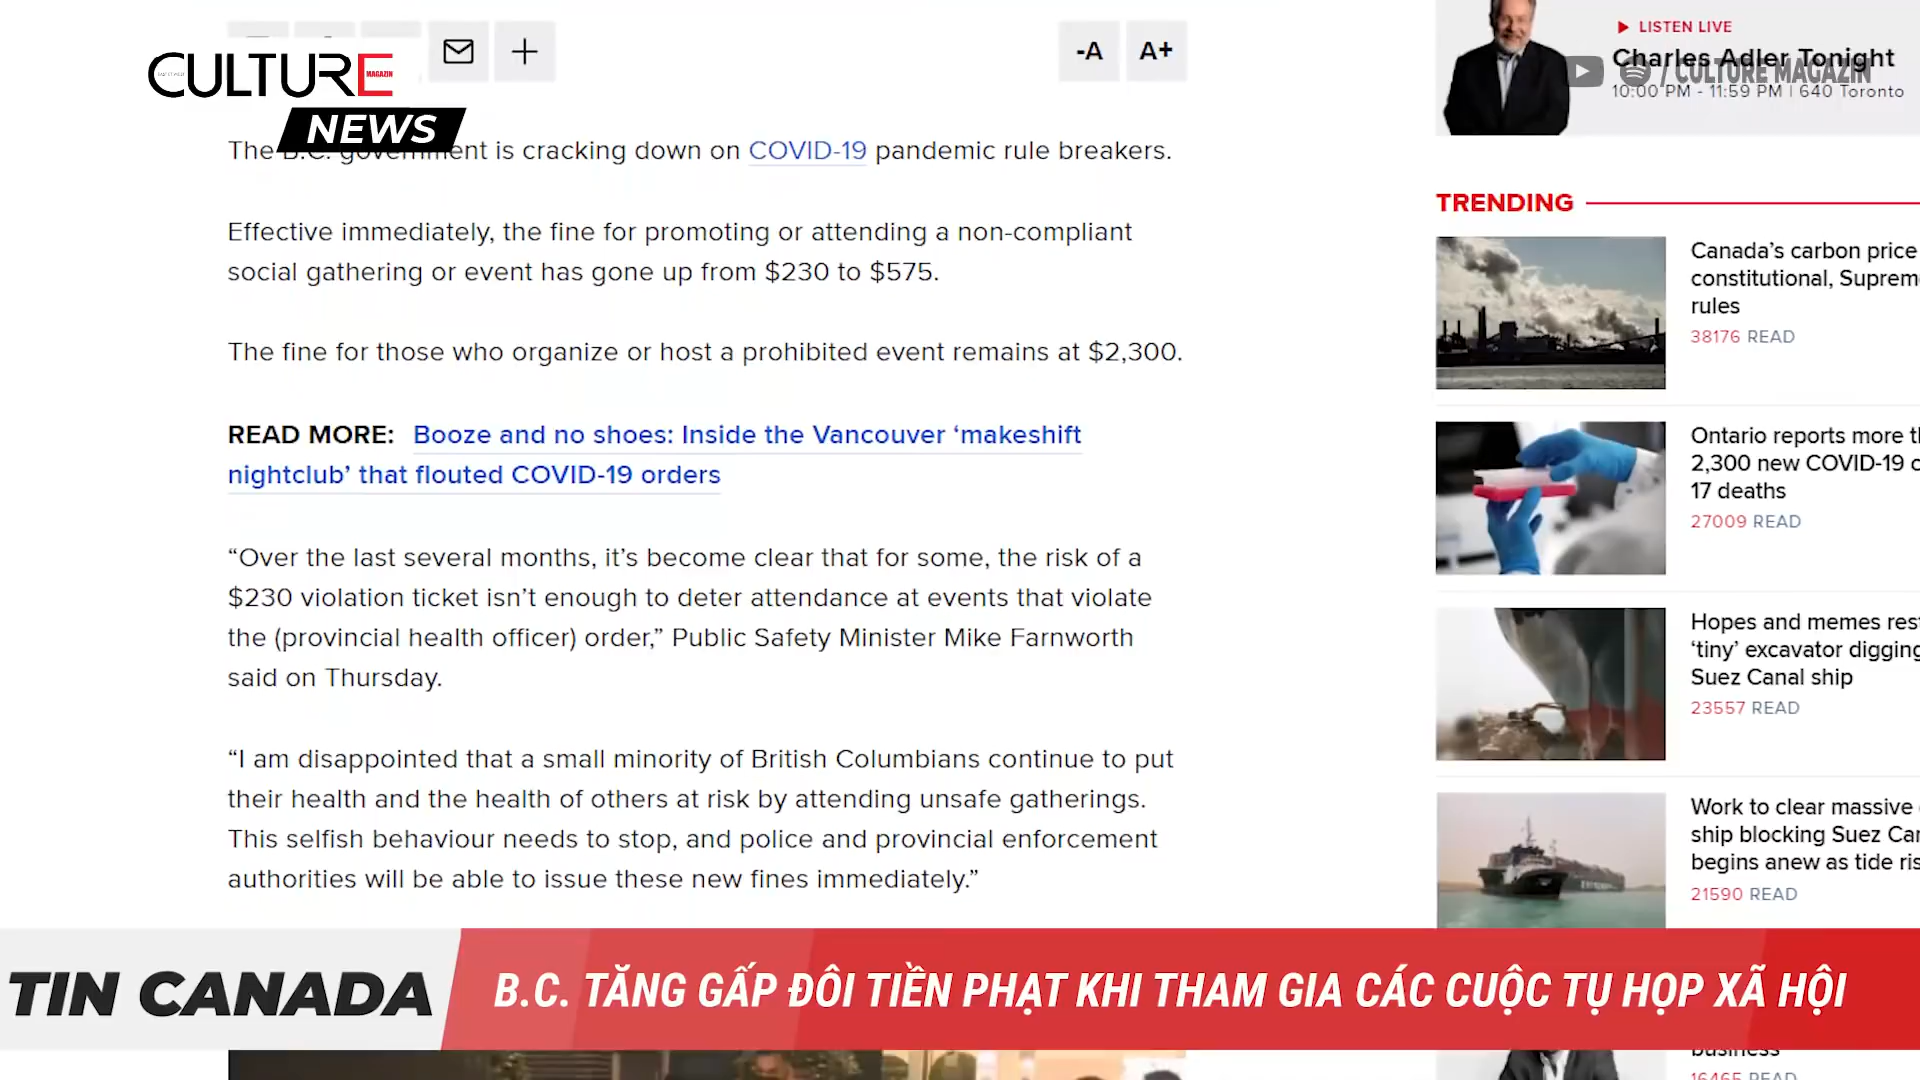 CULTURE
MAGAZIN
NEWS
-A A+
LISTEN LIVE
Charles Adler Tonight
/ CULTURE MAGAZIN
10:00 PM - 11:59 PM | 640 Toronto
The B.C. government is cracking down on COVID-19 pandemic rule breakers.
Effective immediately, the fine for promoting or attending a non-compliant
social gathering or event has gone up from $230 to $575.
The fine for those who organize or host a prohibited event remains at $2,300.
READ MORE: Booze and no shoes: Inside the Vancouver ‘makeshift
nightclub’ that flouted COVID-19 orders
“Over the last several months, it’s become clear that for some, the risk of a
$230 violation ticket isn’t enough to deter attendance at events that violate
the (provincial health officer) order,” Public Safety Minister Mike Farnworth
said on Thursday.
“I am disappointed that a small minority of British Columbians continue to put
their health and the health of others at risk by attending unsafe gatherings.
This selfish behaviour needs to stop, and police and provincial enforcement
authorities will be able to issue these new fines immediately.”
TRENDING
Canada’s carbon price
constitutional, Suprem
rules
38176 READ
Ontario reports more
2,300 new COVID-19
17 deaths
27009 READ
Hopes and memes
‘tiny’ excavator digging
Suez Canal ship
23557 READ
Work to clear massive
ship blocking Suez
begins anew as tide
21590 READ
business
16465 READ
TIN CANADA
B.C. TĂNG GẤP ĐÔI TIỀN PHẠT KHI THAM GIA CÁC CUỘC TỤ HỌP XÃ HỘI